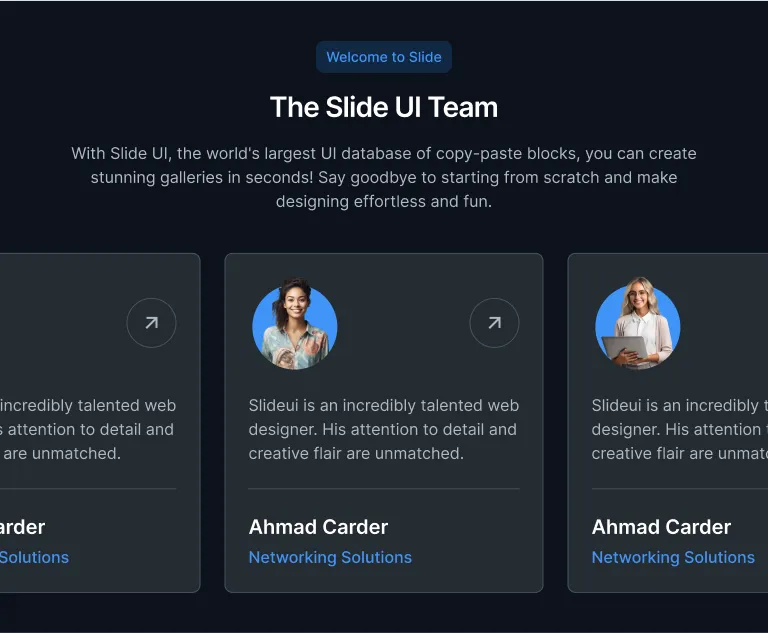 Welcome to Slide
The Slide UI Team
With Slide UI, the world's largest UI database of copy-paste blocks, you can create
stunning galleries in seconds! Say goodbye to starting from scratch and make
designing effortless and fun.
incredibly talented web
attention to detail and
are unmatched.
Solutions
Slideui is an incredibly talented web
designer. His attention to detail and
creative flair are unmatched.
Ahmad Carder
Networking Solutions
Slideui is an incredibly
designer. His attention
creative flair are
Ahmad Carder
Networking Solutions